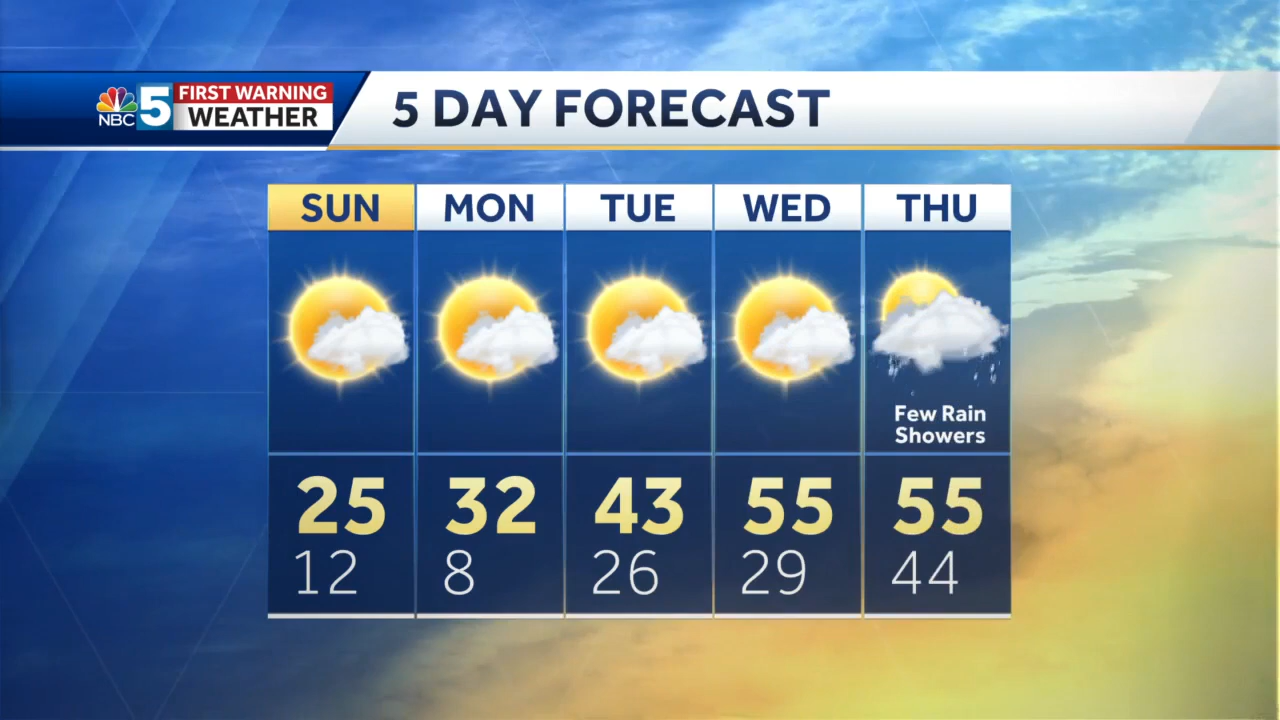 NBC 5 FIRST WARNING WEATHER
5 DAY FORECAST
SUN MON TUE WED THU
Few Rain
Showers
25 32 43 55 55
12 8 26 29 44